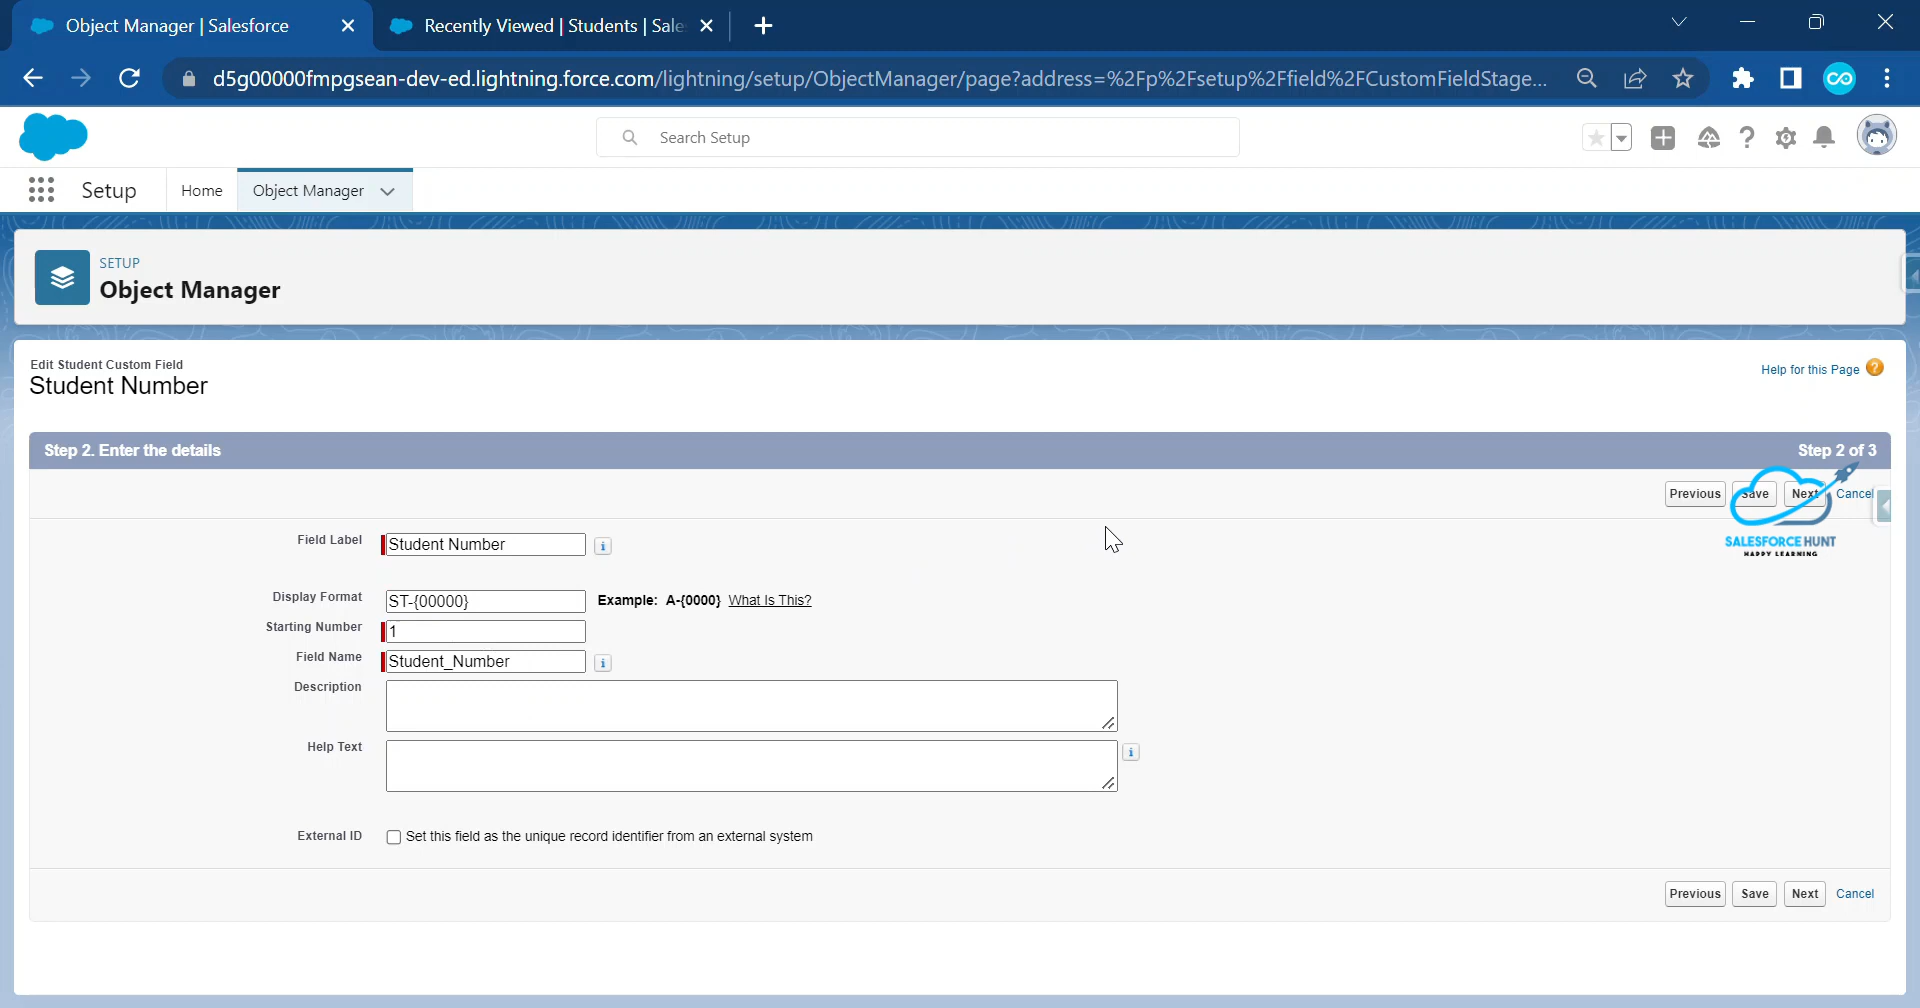 Object Manager | Salesforce
Recently Viewed | Students | Sale
d5g00000fmpgsean-dev-ed.lightning.force.com/lightning/setup/ObjectManager/page?address=%2Fp%2Fsetup%2Ffield%2FCustomFieldStage...
Search Setup
Setup
Home
Object Manager
SETUP
Object Manager
Edit Student Custom Field
Student Number
Help for this Page
Step 2. Enter the details
Step 2 of 3
Previous Save Next Cancel
SALESFORCE HUNT
HAPPY LEARNING
Field Label Student Number
Display Format ST-{00000} Example: A-{0000} What Is This?
Starting Number 1
Field Name Student_Number
Description
Help Text
External ID Set this field as the unique record identifier from an external system
Previous Save Next Cancel